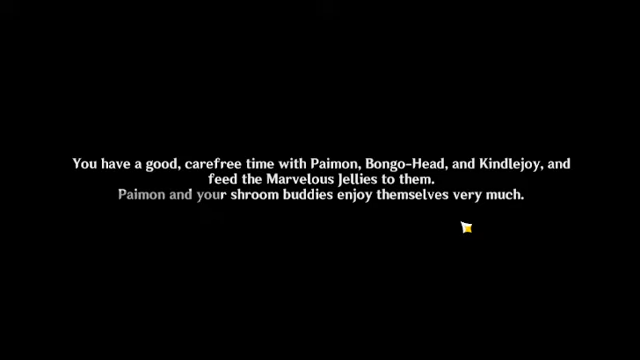 You have a good, carefree time with Paimon, Bongo-Head, and Kindlejoy, and
feed the Marvelous Jellies to them.
Paimon and your shroom buddies enjoy themselves very much.